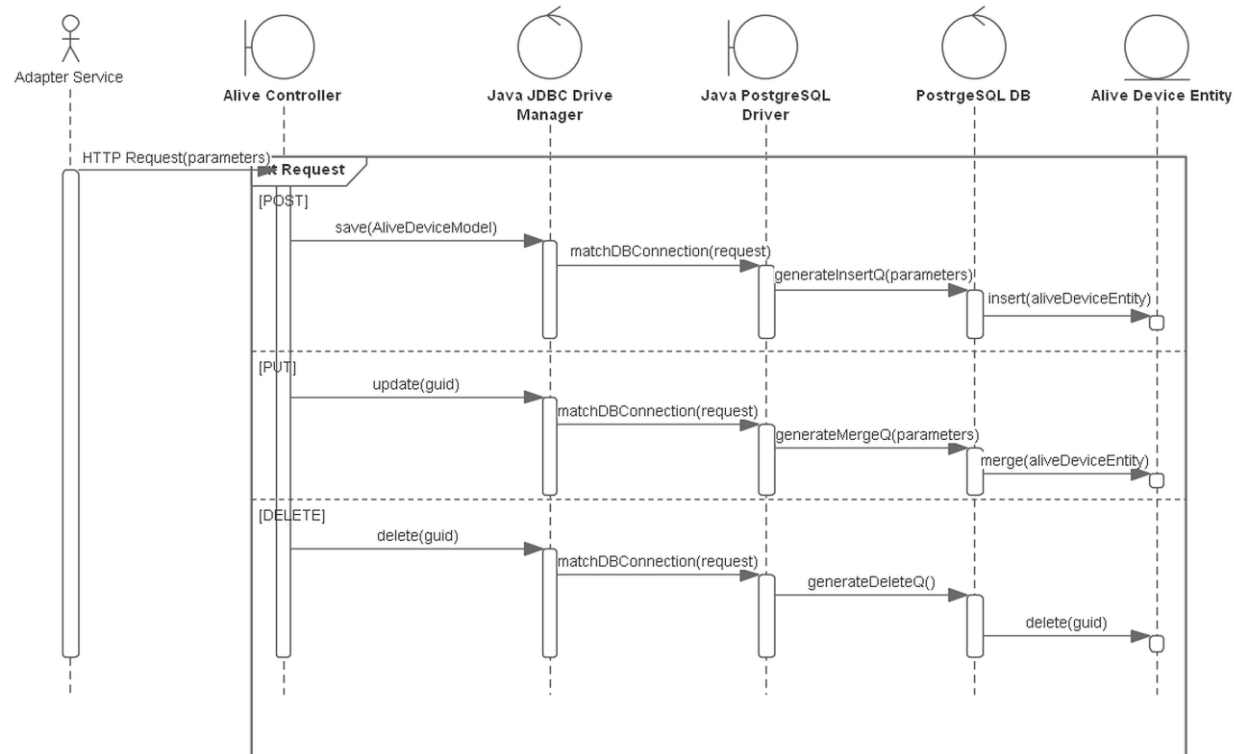 Adapter Service
Alive Controller
Java JDBC Drive
Manager
Java PostgreSQL
Driver
PostrgeSQL DB
Alive Device Entity
HTTP Request(parameters)
Request
[POST]
save(AliveDeviceModel)
matchDBConnection(request)
generateInsertQ(parameters)
insert(aliveDeviceEntity)
[PUT]
update(guid)
matchDBConnection(request)
generateMergeQ(parameters)
merge(aliveDeviceEntity)
[DELETE]
delete(guid)
matchDBConnection(request)
generateDeleteQ()
delete(guid)